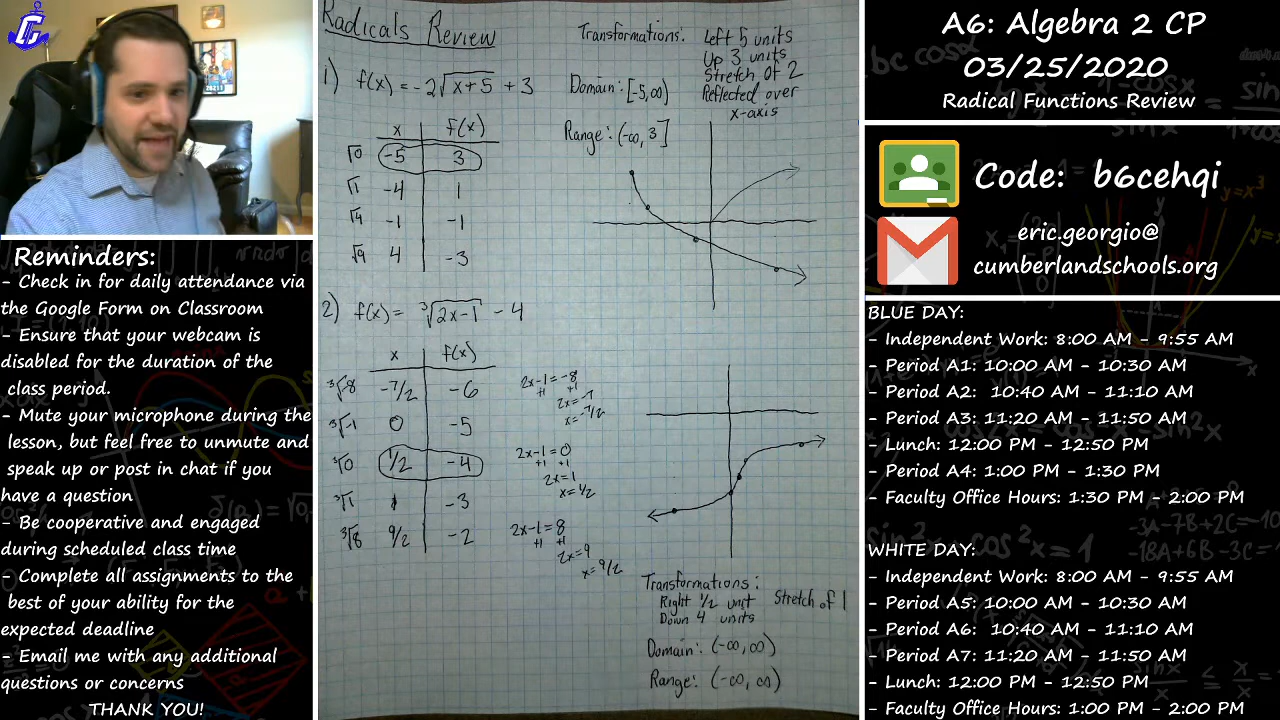 Radicals Review
1) f(x) = -2√x+5 + 3
x f(x)
√0 -5 3
√1 -4 1
√4 -1 -1
√9 4 -3
Transformations: Left 5 units
Up 3 units
Stretch of 2
Reflected over
x-axis
Domain: [-5,∞)
Range: (-∞, 3]
2) f(x) = ³√2x-1 - 4
x f(x)
³√-8 -7/2 -6
³√-1 0 -5
³√0 1/2 -4
³√1 1 -3
³√8 9/2 -2
2x-1=-8
+1 +1
2x=-7
x=-7/2
2x-1=0
+1 +1
2x=1
x=1/2
2x-1=8
+1 +1
2x=9
x=9/2
Transformations:
Right 1/2 unit Stretch of 1
Down 4 units
Domain: (-∞,∞)
Range: (-∞, ∞)
Reminders:
- Check in for daily attendance via
the Google Form on Classroom
- Ensure that your webcam is
disabled for the duration of the
class period.
- Mute your microphone during the
lesson, but feel free to unmute and
speak up or post in chat if you
have a question
- Be cooperative and engaged
during scheduled class time
- Complete all assignments to the
best of your ability for the
expected deadline
- Email me with any additional
questions or concerns
THANK YOU!
A6: Algebra 2 CP
03/25/2020
Radical Functions Review
Code: b6cehqi
eric.georgio@
cumberlandschools.org
BLUE DAY:
- Independent Work: 8:00 AM - 9:55 AM
- Period A1: 10:00 AM - 10:30 AM
- Period A2: 10:40 AM - 11:10 AM
- Period A3: 11:20 AM - 11:50 AM
- Lunch: 12:00 PM - 12:50 PM
- Period A4: 1:00 PM - 1:30 PM
- Faculty Office Hours: 1:30 PM - 2:00 PM
WHITE DAY:
- Independent Work: 8:00 AM - 9:55 AM
- Period A5: 10:00 AM - 10:30 AM
- Period A6: 10:40 AM - 11:10 AM
- Period A7: 11:20 AM - 11:50 AM
- Lunch: 12:00 PM - 12:50 PM
- Faculty Office Hours: 1:00 PM - 2:00 PM